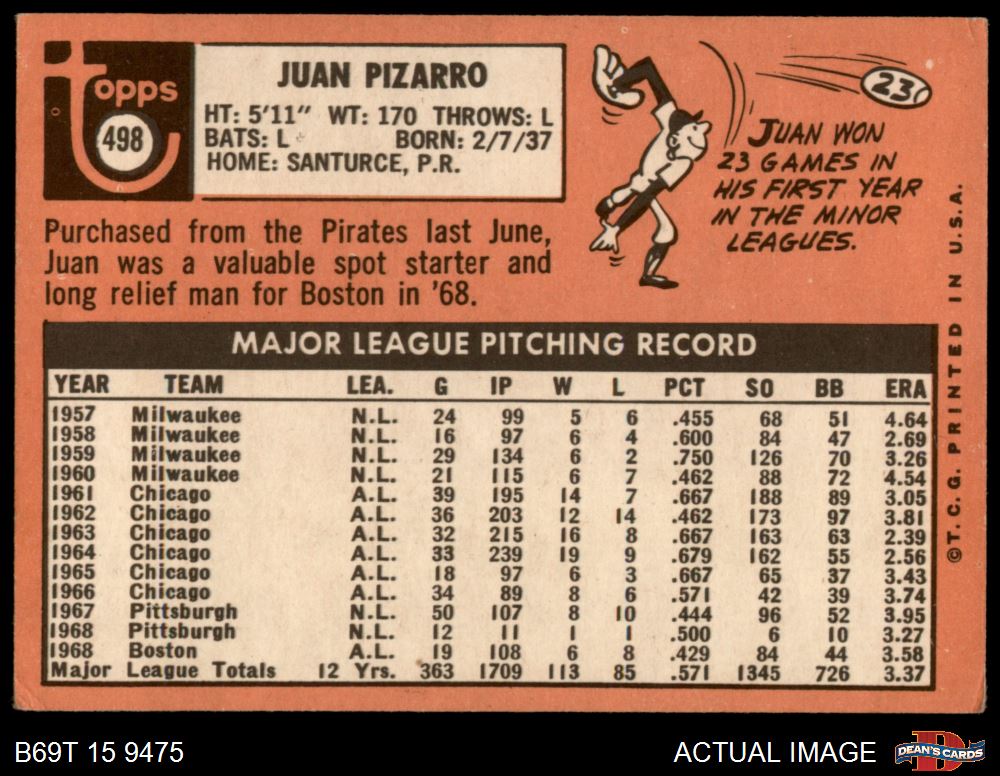 topps
498
JUAN PIZARRO
HT: 5'11" WT: 170 THROWS: L
BATS: L BORN: 2/7/37
HOME: SANTURCE, P.R.
23
JUAN WON
23 GAMES IN
HIS FIRST YEAR
IN THE MINOR
LEAGUES.
Purchased from the Pirates last June,
Juan was a valuable spot starter and
long relief man for Boston in '68.
MAJOR LEAGUE PITCHING RECORD
YEAR TEAM LEA. G IP W L PCT SO BB ERA
1957 Milwaukee N.L. 24 99 5 6 .455 68 51 4.64
1958 Milwaukee N.L. 16 97 6 4 .600 84 47 2.69
1959 Milwaukee N.L. 29 134 6 2 .750 126 70 3.26
1960 Milwaukee N.L. 21 115 6 7 .462 88 72 4.54
1961 Chicago A.L. 39 195 14 7 .667 188 89 3.05
1962 Chicago A.L. 36 203 12 14 .462 173 97 3.81
1963 Chicago A.L. 32 215 16 8 .667 163 63 2.39
1964 Chicago A.L. 33 239 19 9 .679 162 55 2.56
1965 Chicago A.L. 18 97 6 3 .667 65 37 3.43
1966 Chicago A.L. 34 89 8 6 .571 42 39 3.74
1967 Pittsburgh N.L. 50 107 8 10 .444 96 52 3.95
1968 Pittsburgh N.L. 12 11 1 1 .500 6 10 3.27
1968 Boston A.L. 19 108 6 8 .429 84 44 3.58
Major League Totals 12 Yrs. 363 1709 113 85 .571 1345 726 3.37
©T.C.G. PRINTED IN U.S.A.
B69T 15 9475
ACTUAL IMAGE
D
DEAN'S CARDS